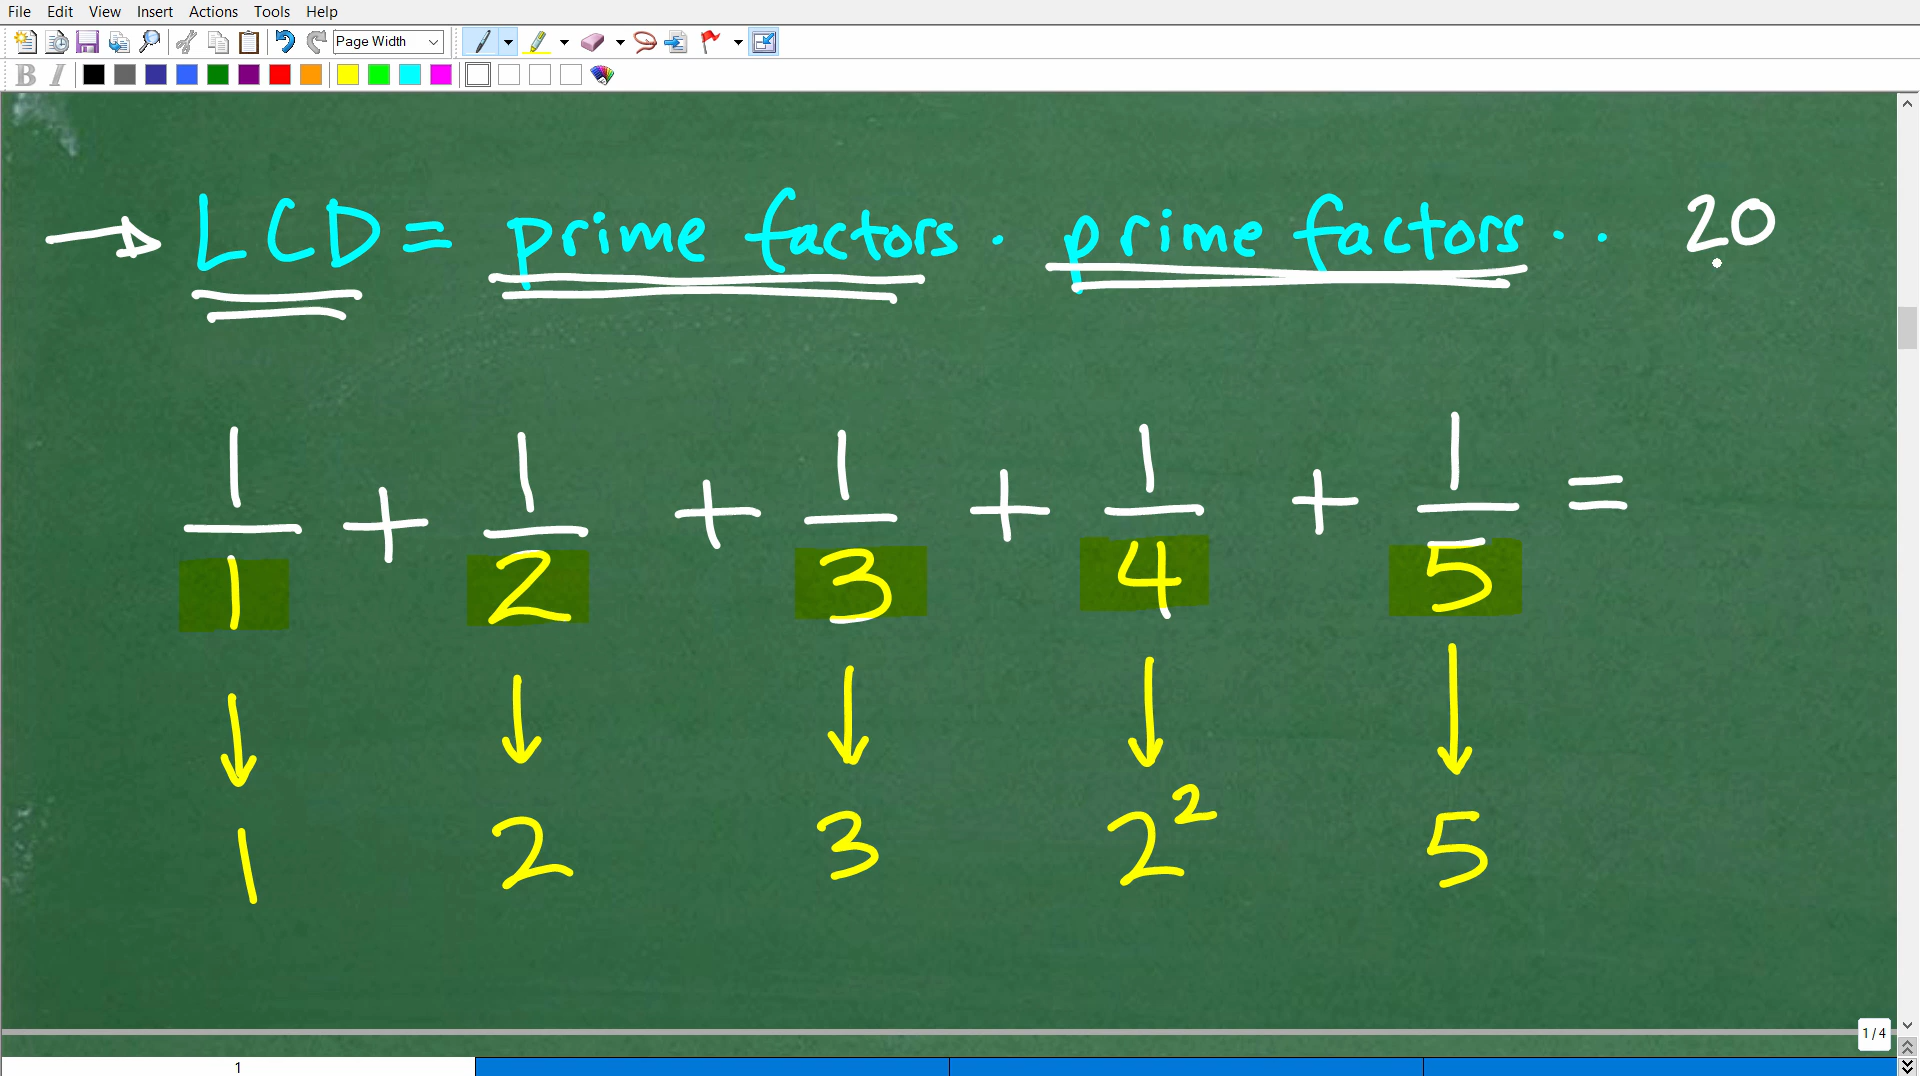 File Edit View Insert Actions Tools Help
Page Width
B I
LCD = prime factors · prime factors · · 20
1/1 + 1/2 + 1/3 + 1/4 + 1/5 =
1 2 3 2² 5
1 / 4
1